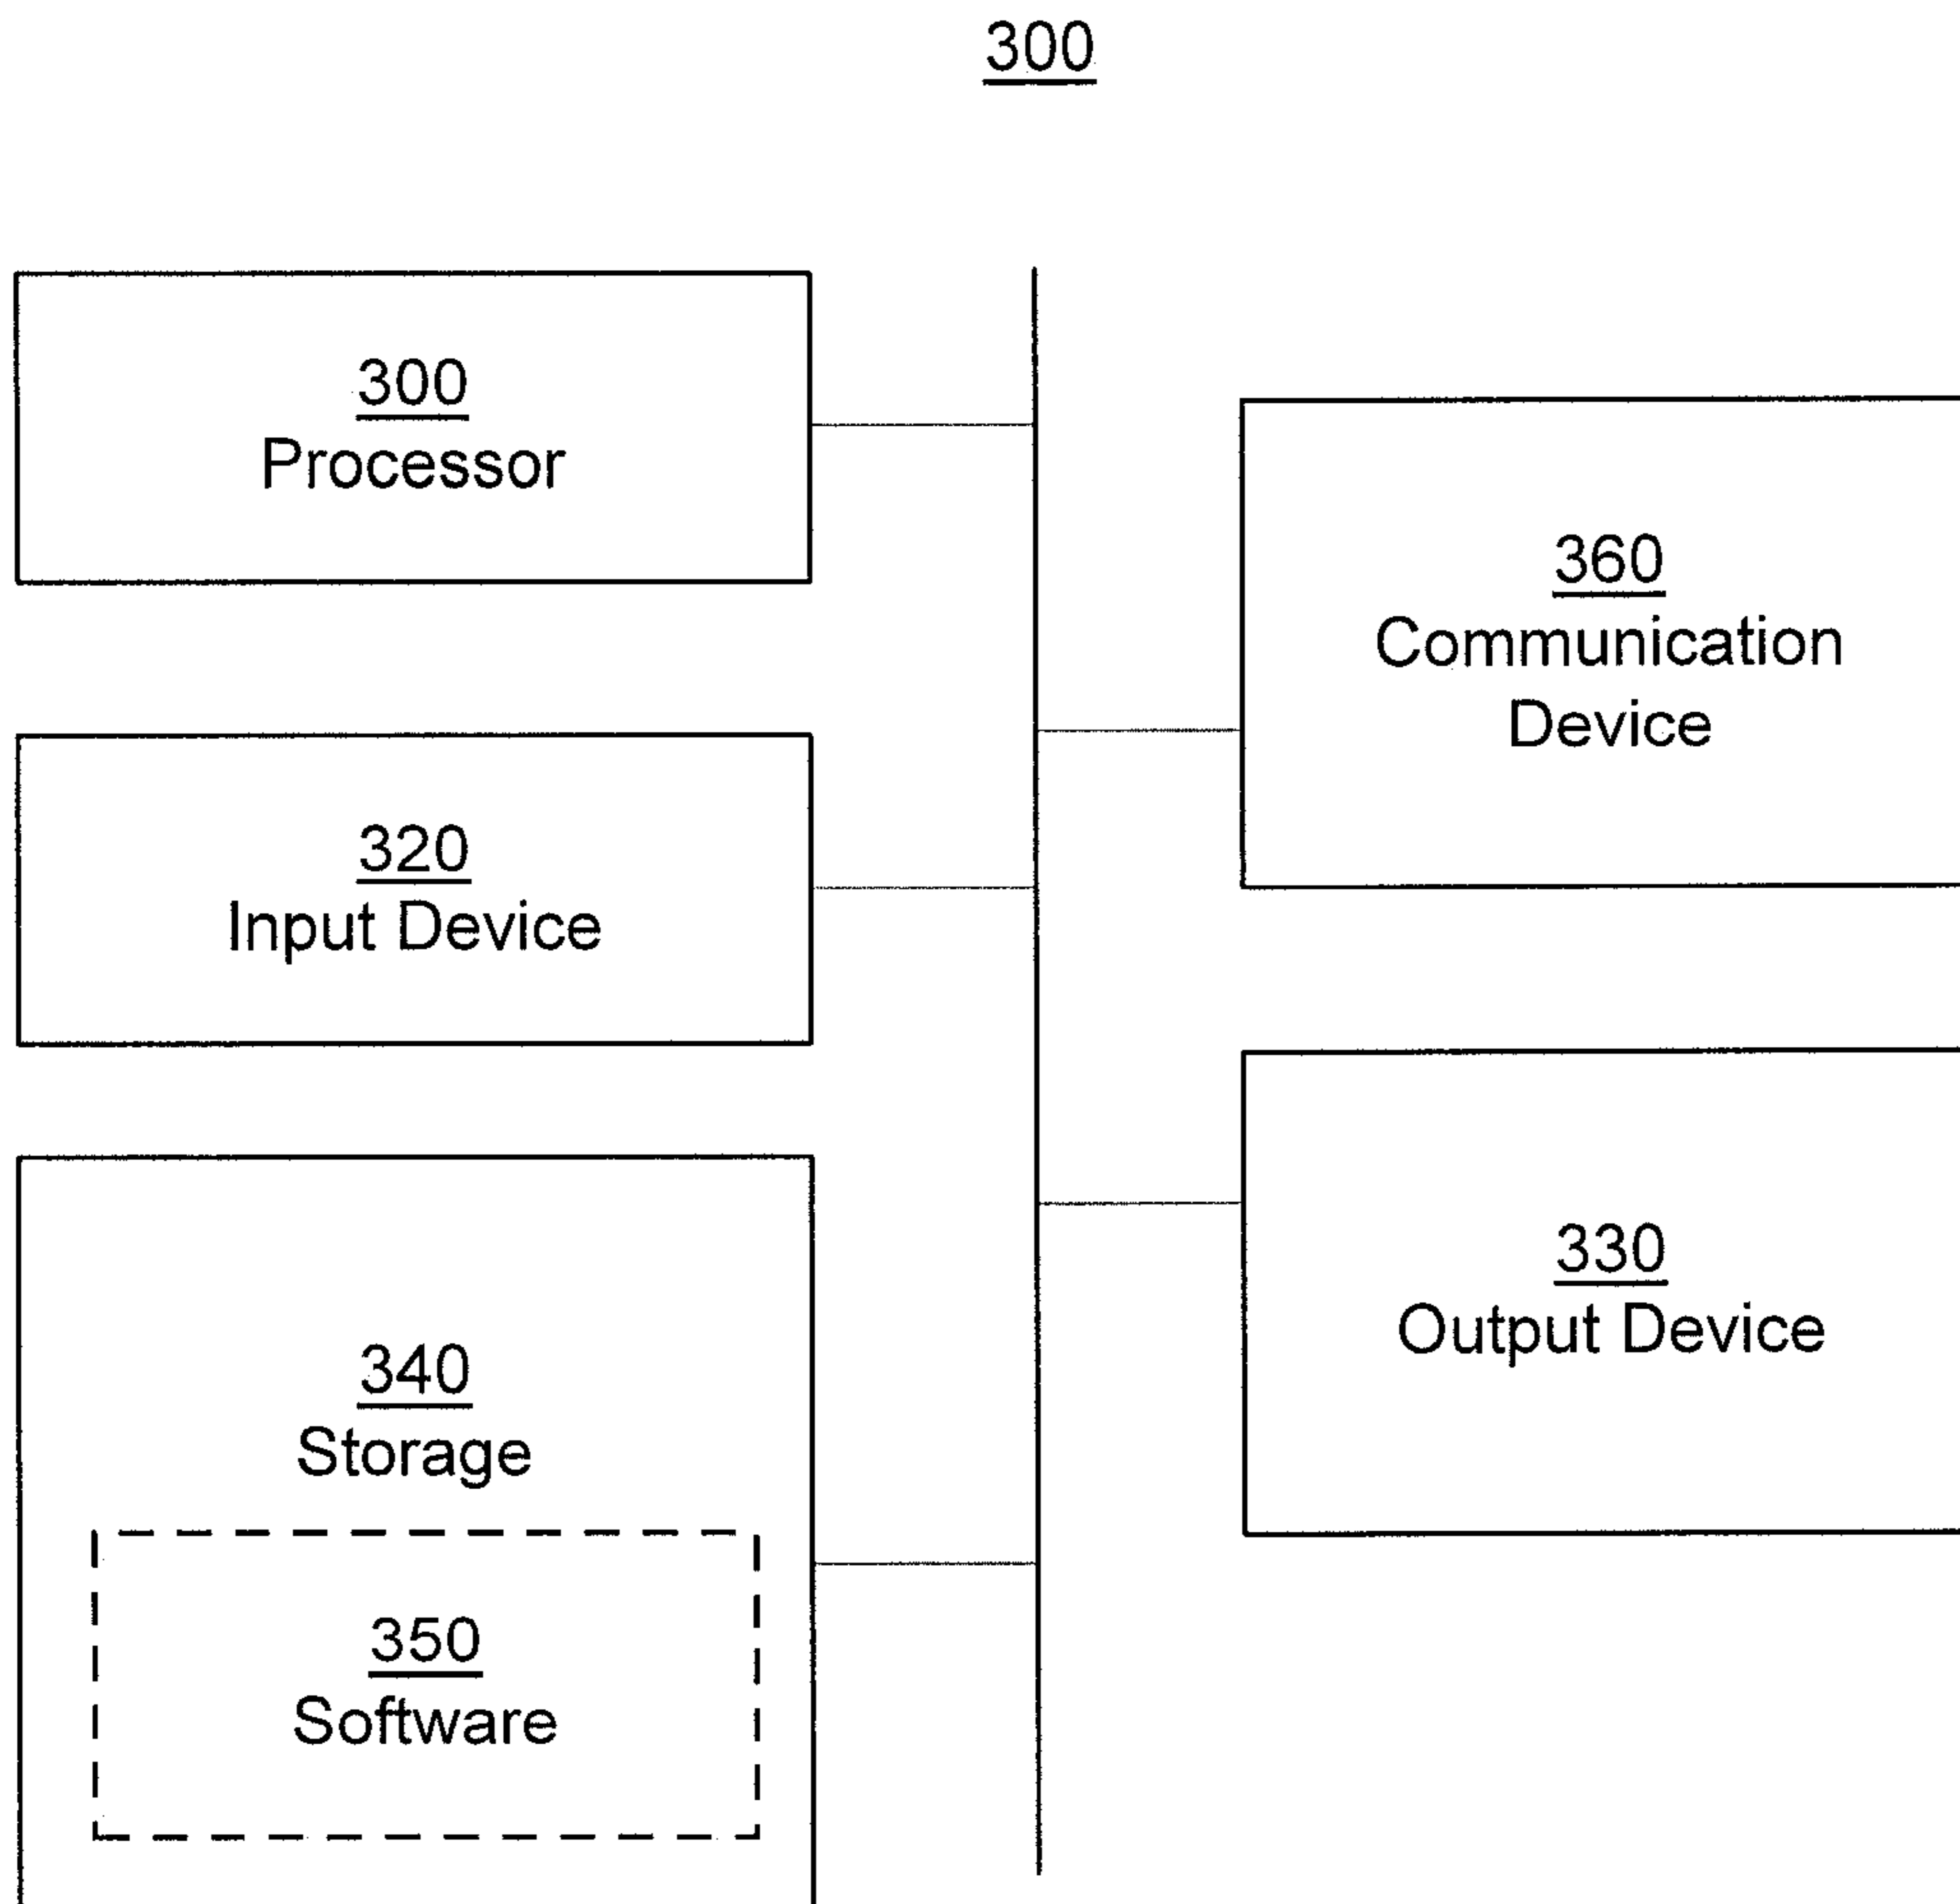 300
300
Processor
320
Input Device
340
Storage
350
Software
360
Communication
Device
330
Output Device